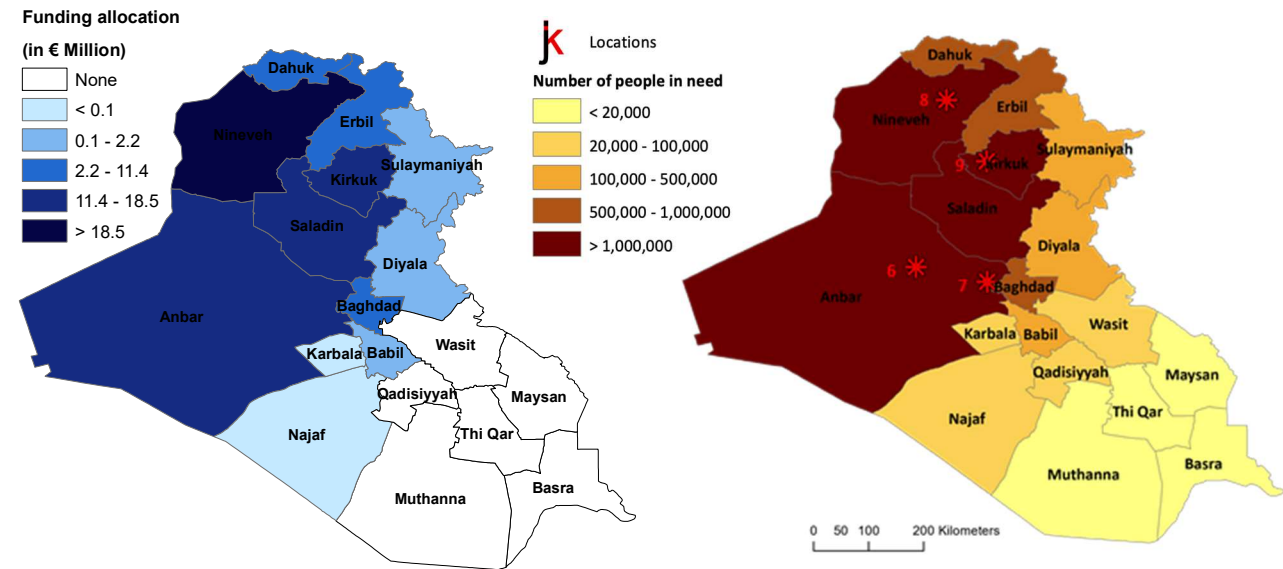 Funding allocation
(in € Million)
None
< 0.1
0.1 - 2.2
2.2 - 11.4
11.4 - 18.5
> 18.5
Dahuk
Nineveh
Erbil
Sulaymaniyah
Kirkuk
Saladin
Diyala
Baghdad
Anbar
Wasit
Karbala
Babil
Qadisiyyah
Maysan
Najaf
Thi Qar
Muthanna
Basra
jk Locations
Number of people in need
< 20,000
20,000 - 100,000
100,000 - 500,000
500,000 - 1,000,000
> 1,000,000
Dahuk
8
Nineveh
Erbil
Sulaymaniyah
9
Kirkuk
Saladin
Diyala
6
7
Baghdad
Anbar
Wasit
Karbala
Babil
Qadisiyyah
Maysan
Thi Qar
Najaf
Basra
Muthanna
0 50 100 200 Kilometers